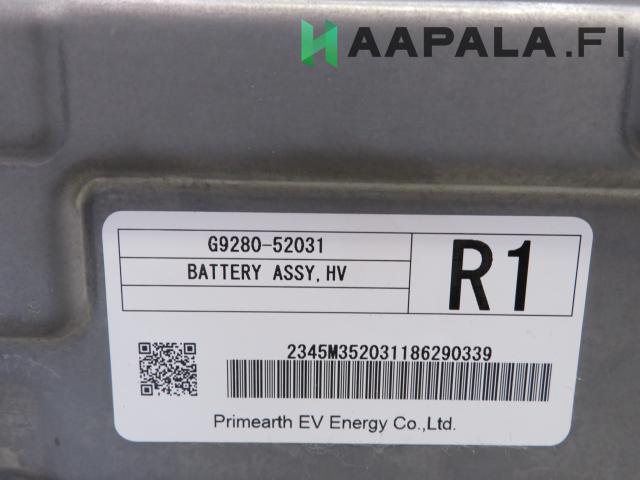 HAAPALA.FI
G9280-52031
BATTERY ASSY,HV
R1
2345M352031186290339
Primearth EV Energy Co.,Ltd.